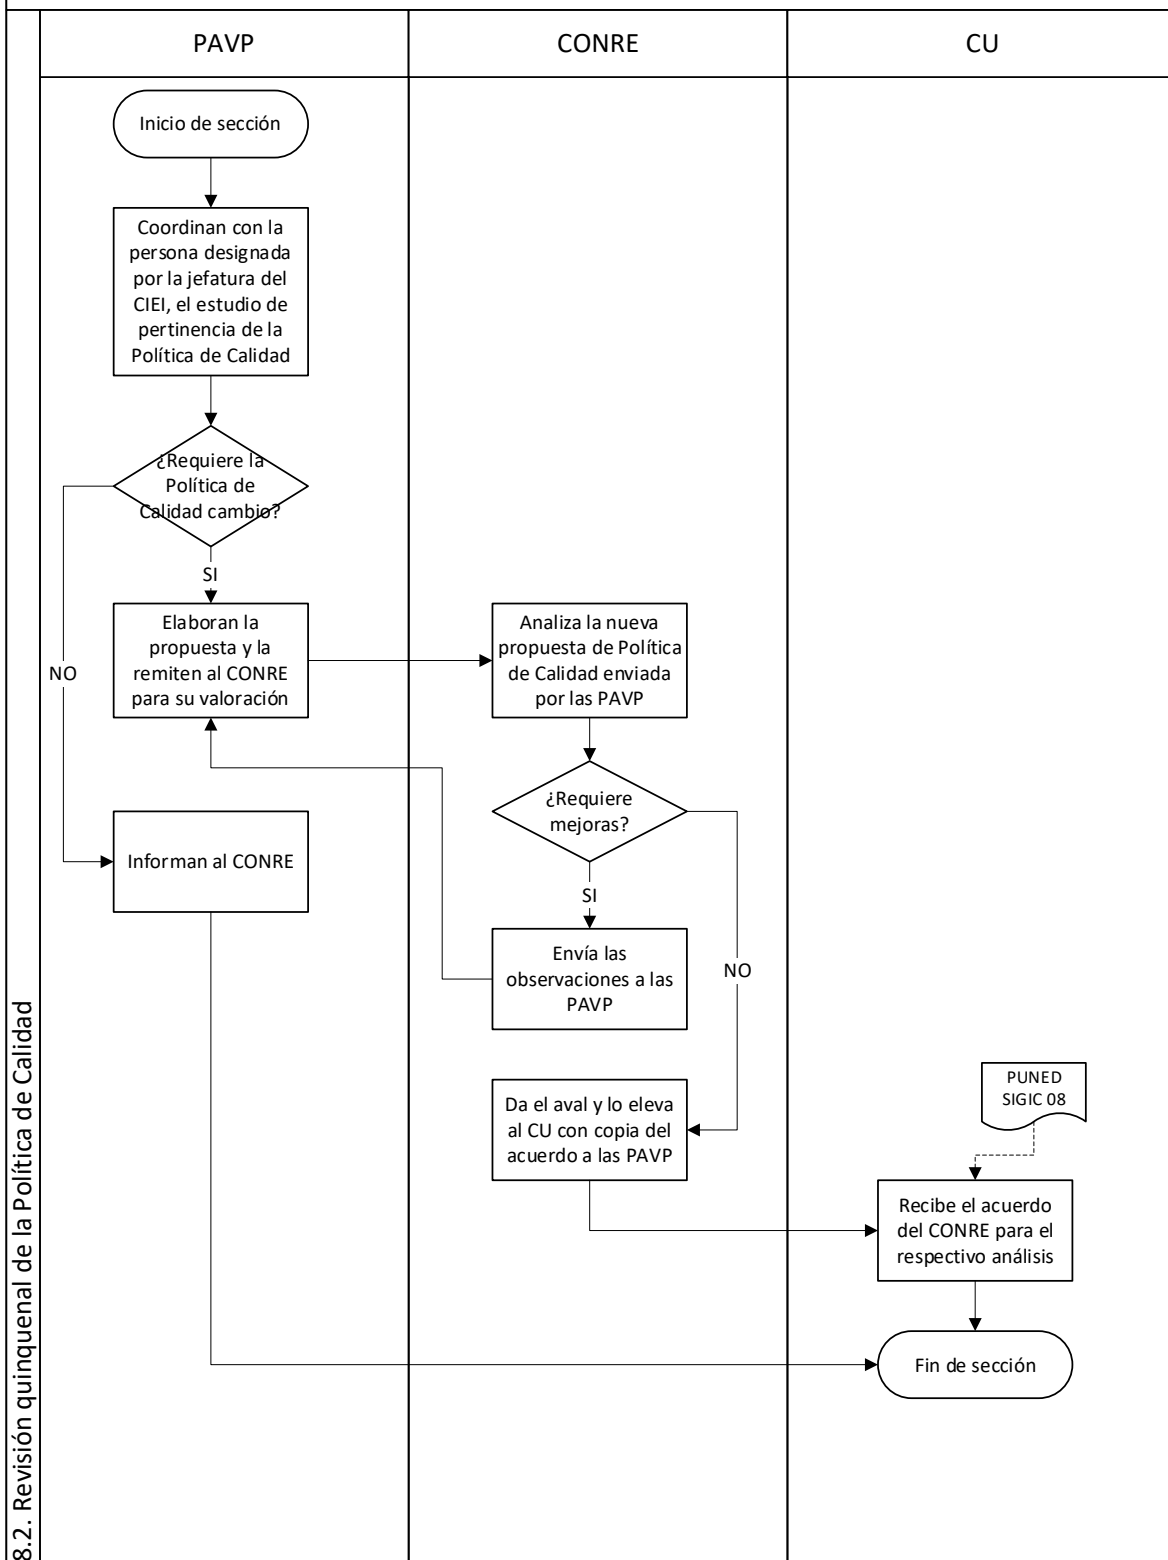 PAVP
CONRE
CU
Inicio de sección
Coordinan con la
persona designada
por la jefatura del
CIEI, el estudio de
pertinencia de la
Política de Calidad
¿Requiere la
Política de
Calidad cambio?
SI
NO
Elaboran la
propuesta y la
remiten al CONRE
para su valoración
Informan al CONRE
Analiza la nueva
propuesta de Política
de Calidad enviada
por las PAVP
¿Requiere
mejoras?
SI
NO
Envía las
observaciones a las
PAVP
Da el aval y lo eleva
al CU con copia del
acuerdo a las PAVP
PUNED
SIGIC 08
Recibe el acuerdo
del CONRE para el
respectivo análisis
Fin de sección
8.2. Revisión quinquenal de la Política de Calidad